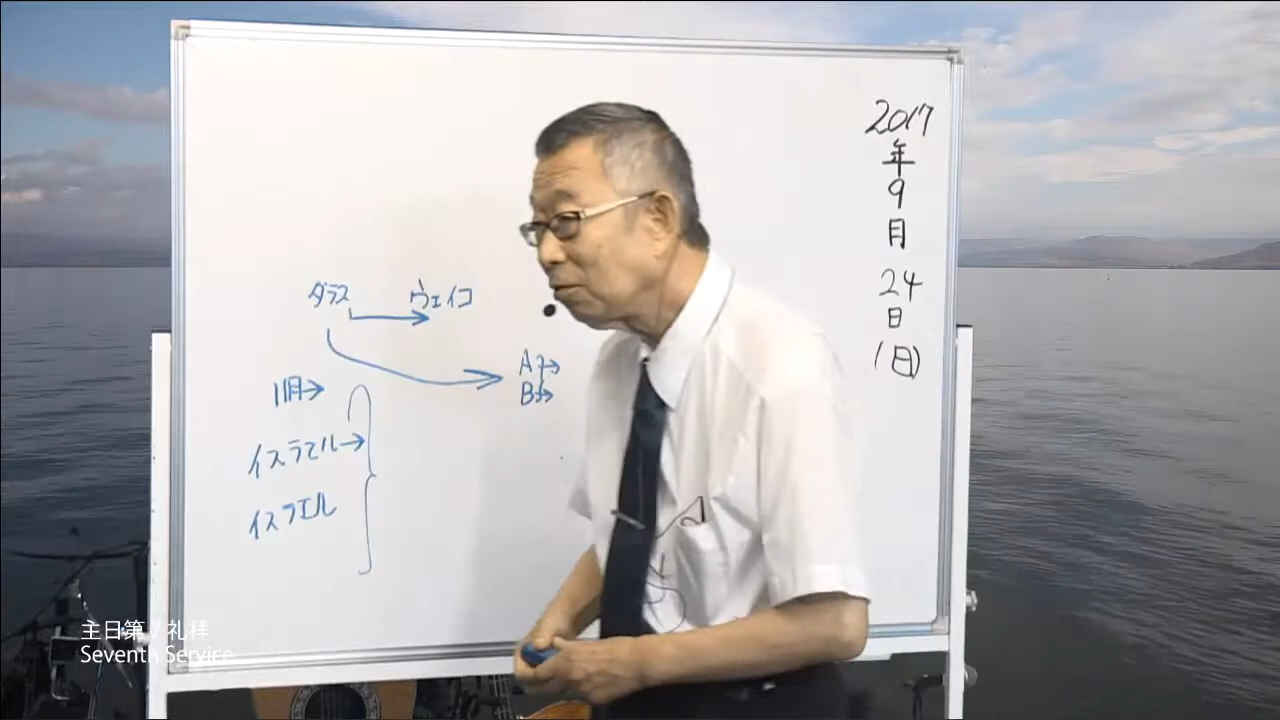 2017
年
9
月
24
日
(日)
ダラス → ウェイコ
A→
B→
イスラエル→
イスラエル
主日第7礼拝
Seventh Service